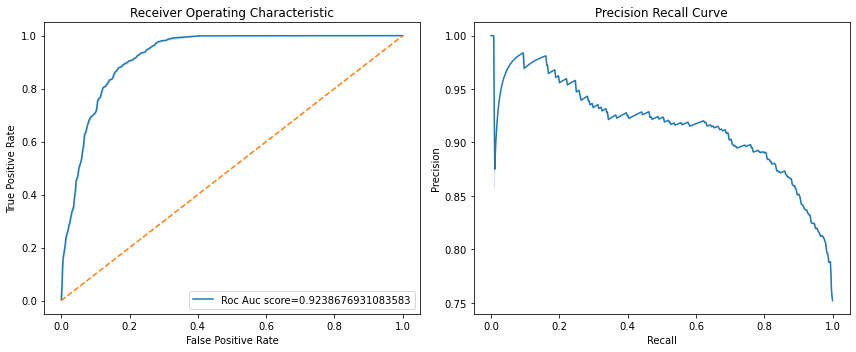 Receiver Operating Characteristic
True Positive Rate
1.0
0.8
0.6
0.4
0.2
0.0
Roc Auc score=0.9238676931083583
0.0 0.2 0.4 0.6 0.8 1.0
False Positive Rate
Precision Recall Curve
Precision
1.00
0.95
0.90
0.85
0.80
0.75
0.0 0.2 0.4 0.6 0.8 1.0
Recall